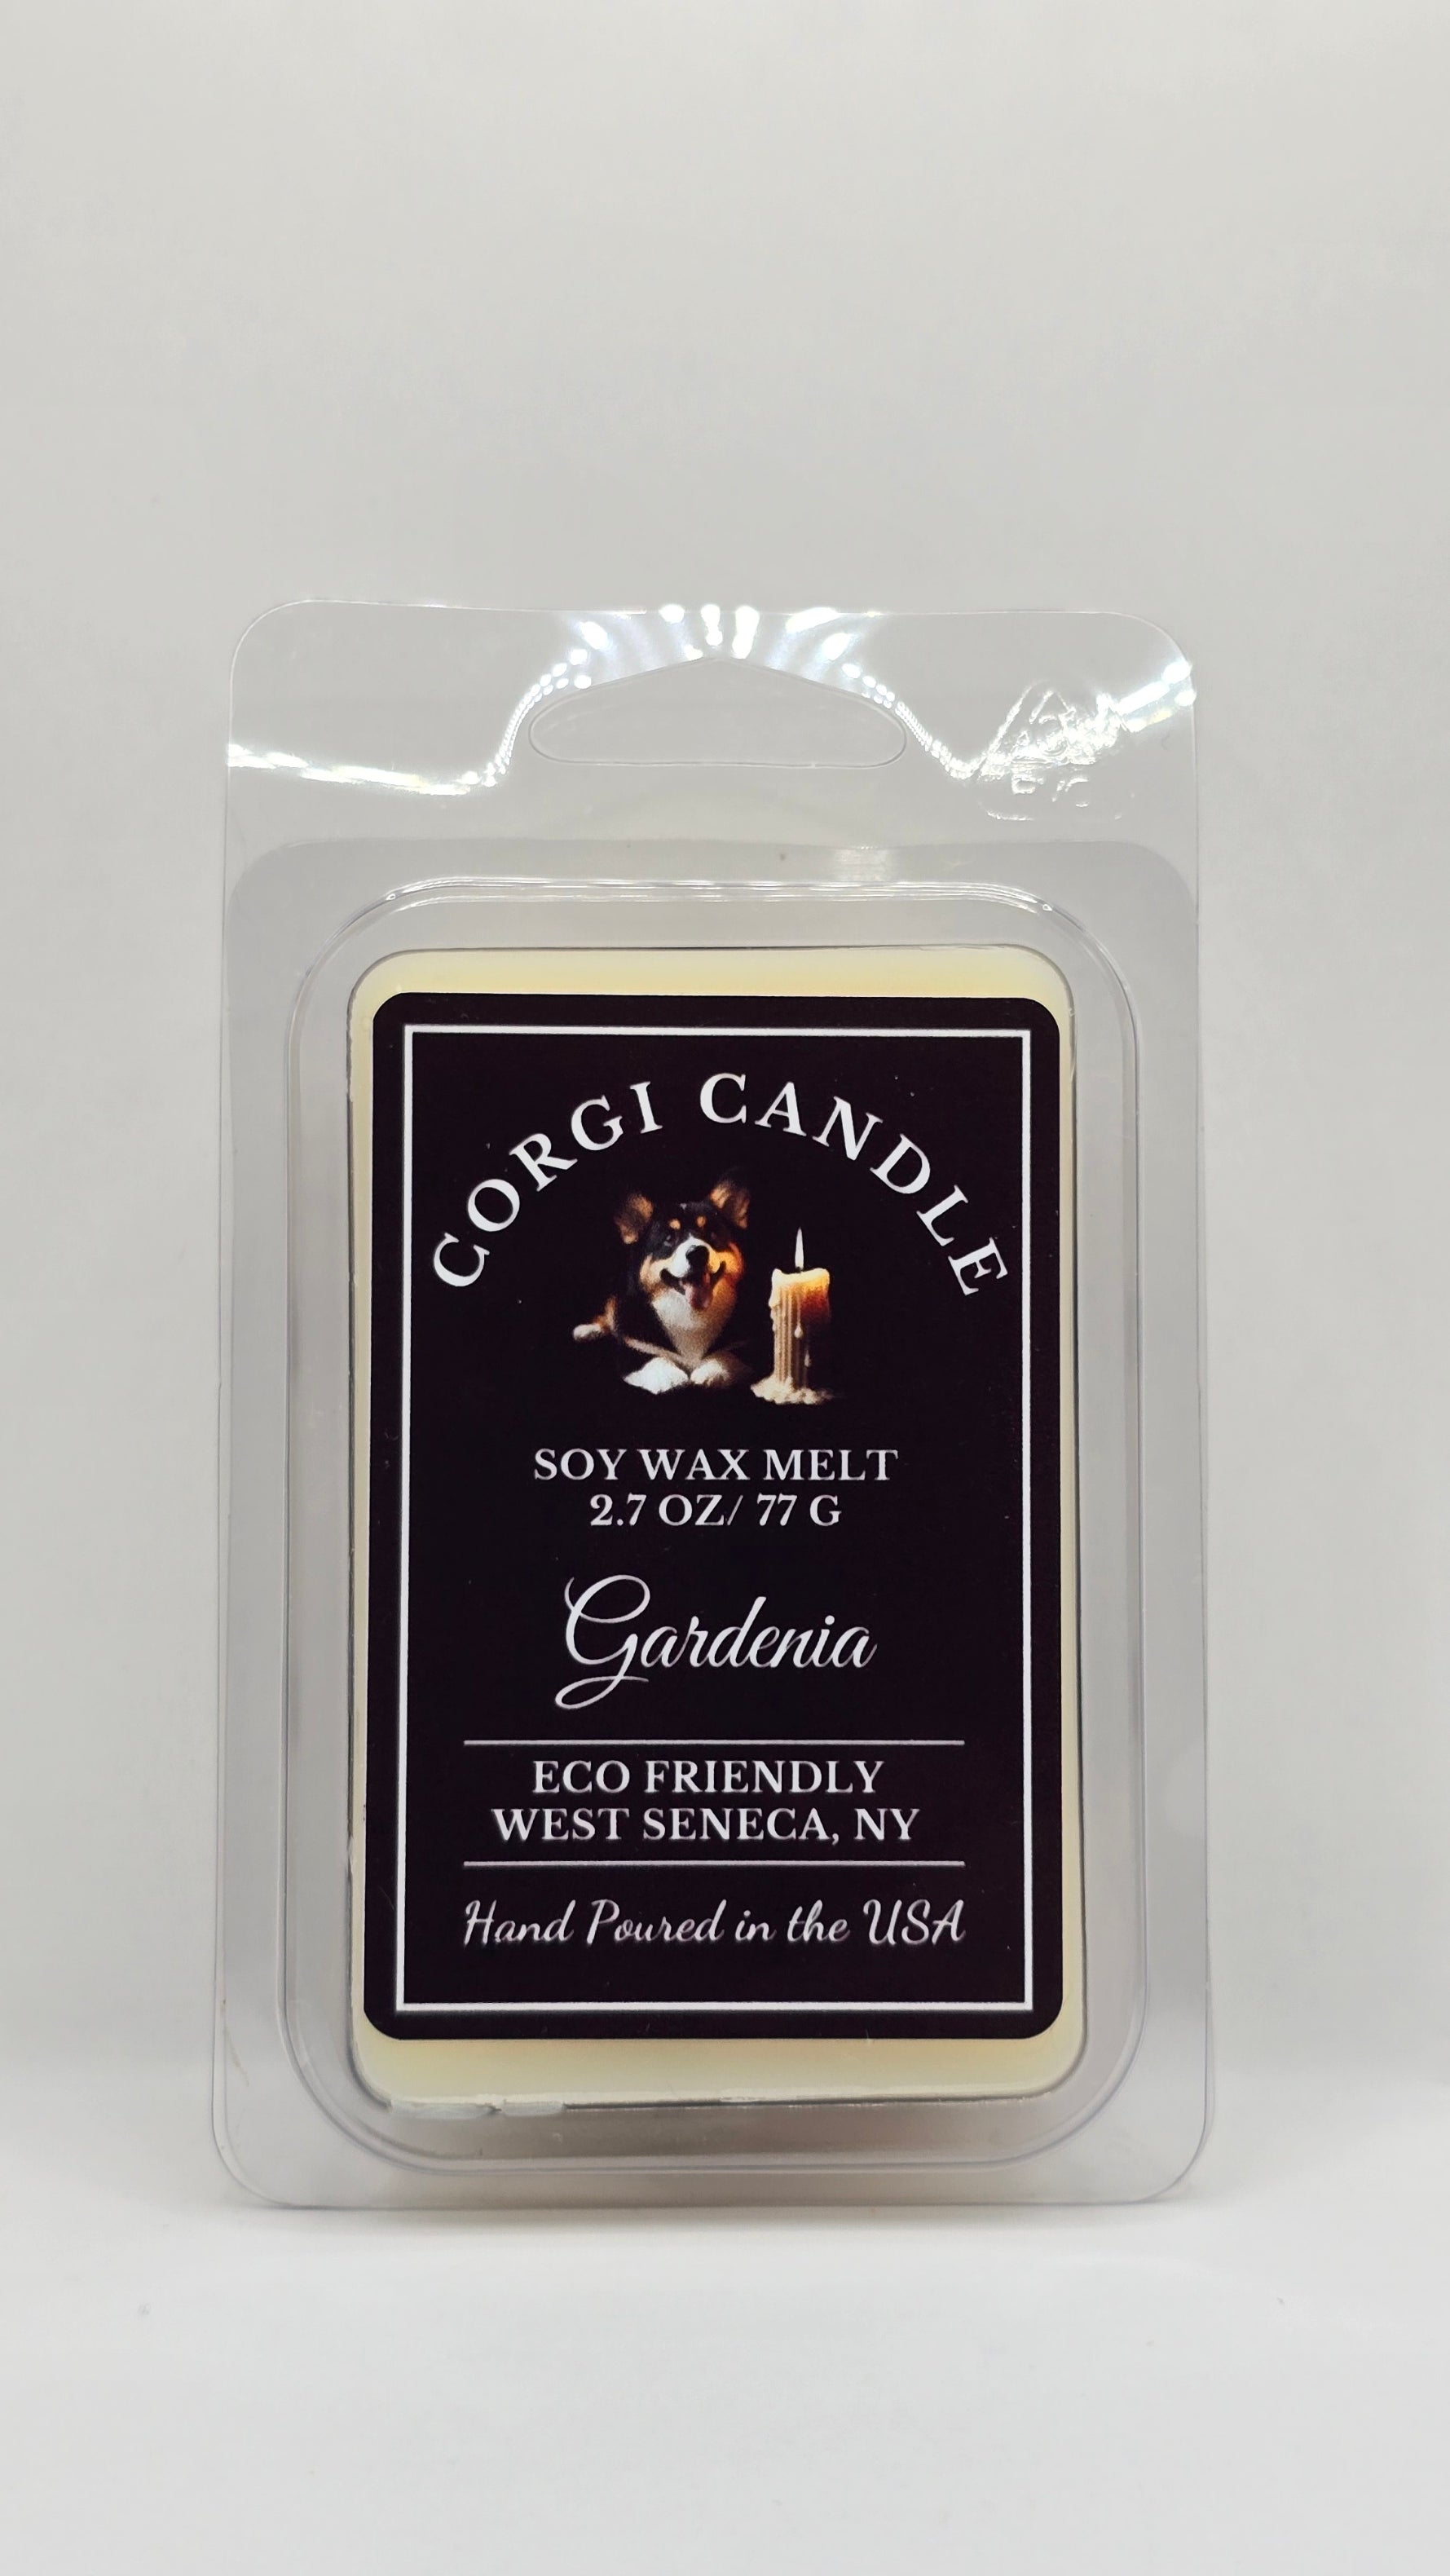 CORGI CANDLE
SOY WAX MELT
2.7 OZ/ 77 G
Gardenia
ECO FRIENDLY
WEST SENECA, NY
Hand Poured in the USA